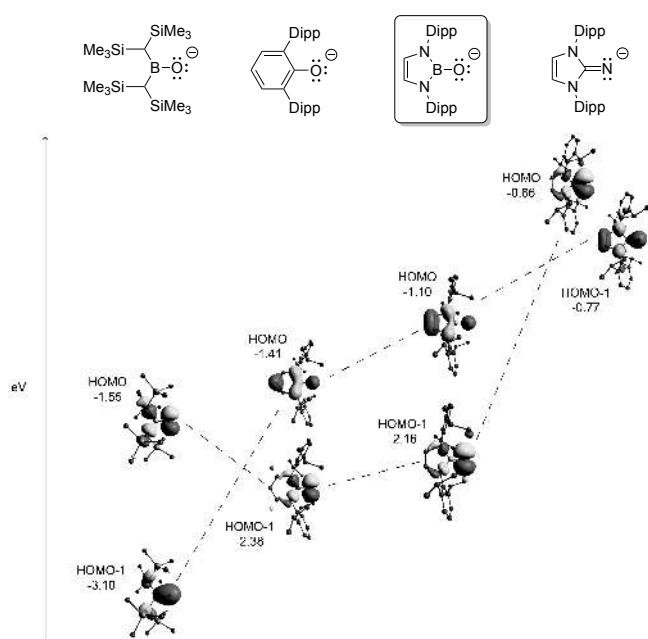 SiMe3 SiMe3
Me3Si
B-O:
Me3Si
SiMe3
Dipp
O:
Dipp
Dipp
N
B-O:
N
Dipp
Dipp
N
N
N
Dipp
HOMO
-0.66
HOMO
-1.10
HOMO-1
-0.77
HOMO
-1.41
eV
HOMO
-1.55
HOMO-1
2.16
HOMO-1
2.38
HOMO-1
-3.10